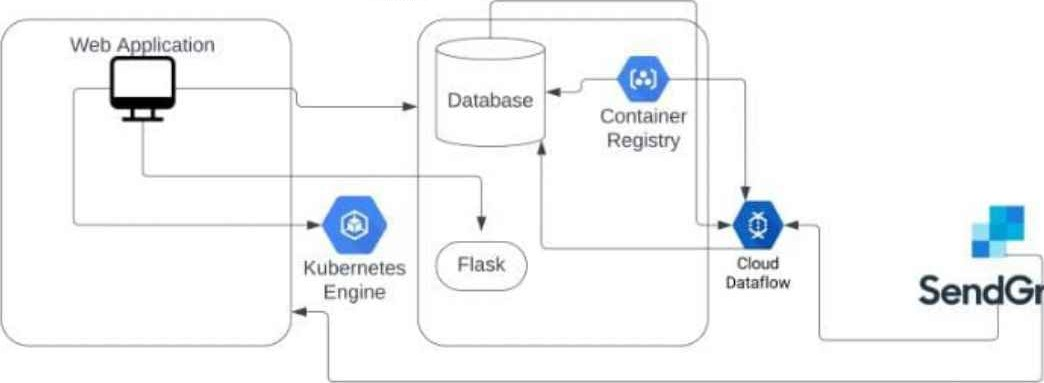 Web Application
Database
Container
Registry
Kubernetes
Engine
Flask
Cloud
Dataflow
SendGr